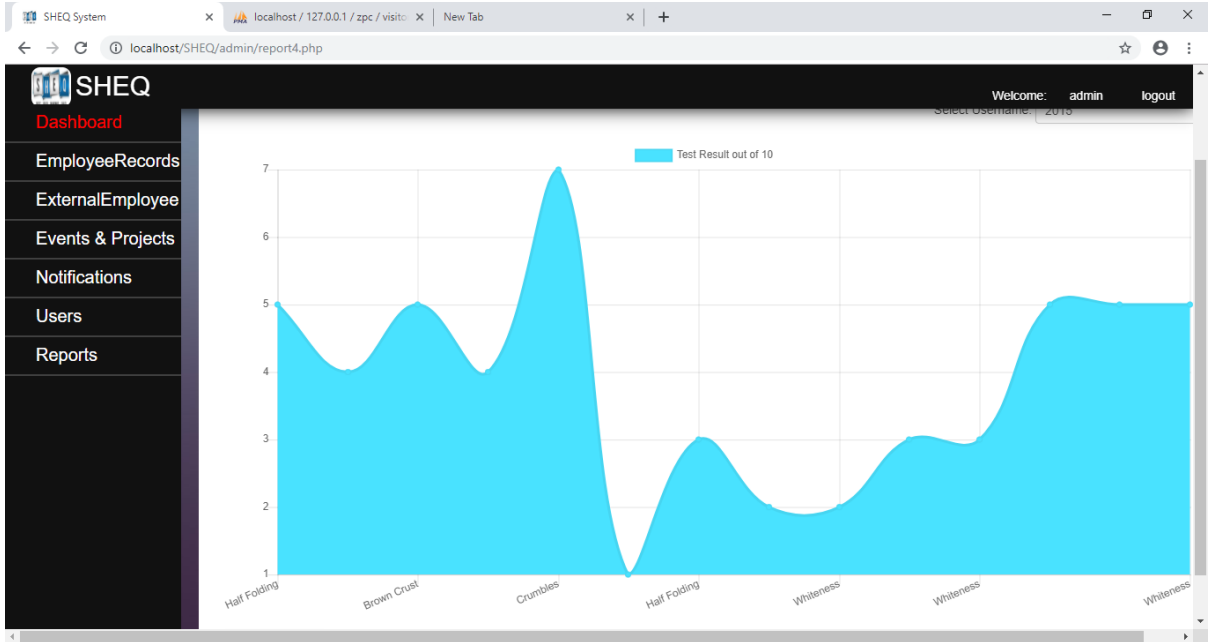 SHEQ System
localhost / 127.0.0.1 / zpc / visito
New Tab
localhost/SHEQ/admin/report4.php
SHEQ
Welcome: admin logout
Dashboard
Select Username: 2015
EmployeeRecords
ExternalEmployee
Events & Projects
Notifications
Users
Reports
Test Result out of 10
7
6
5
4
3
2
1
Half Folding
Brown Crust
Crumbles
Half Folding
Whiteness
Whiteness
Whiteness